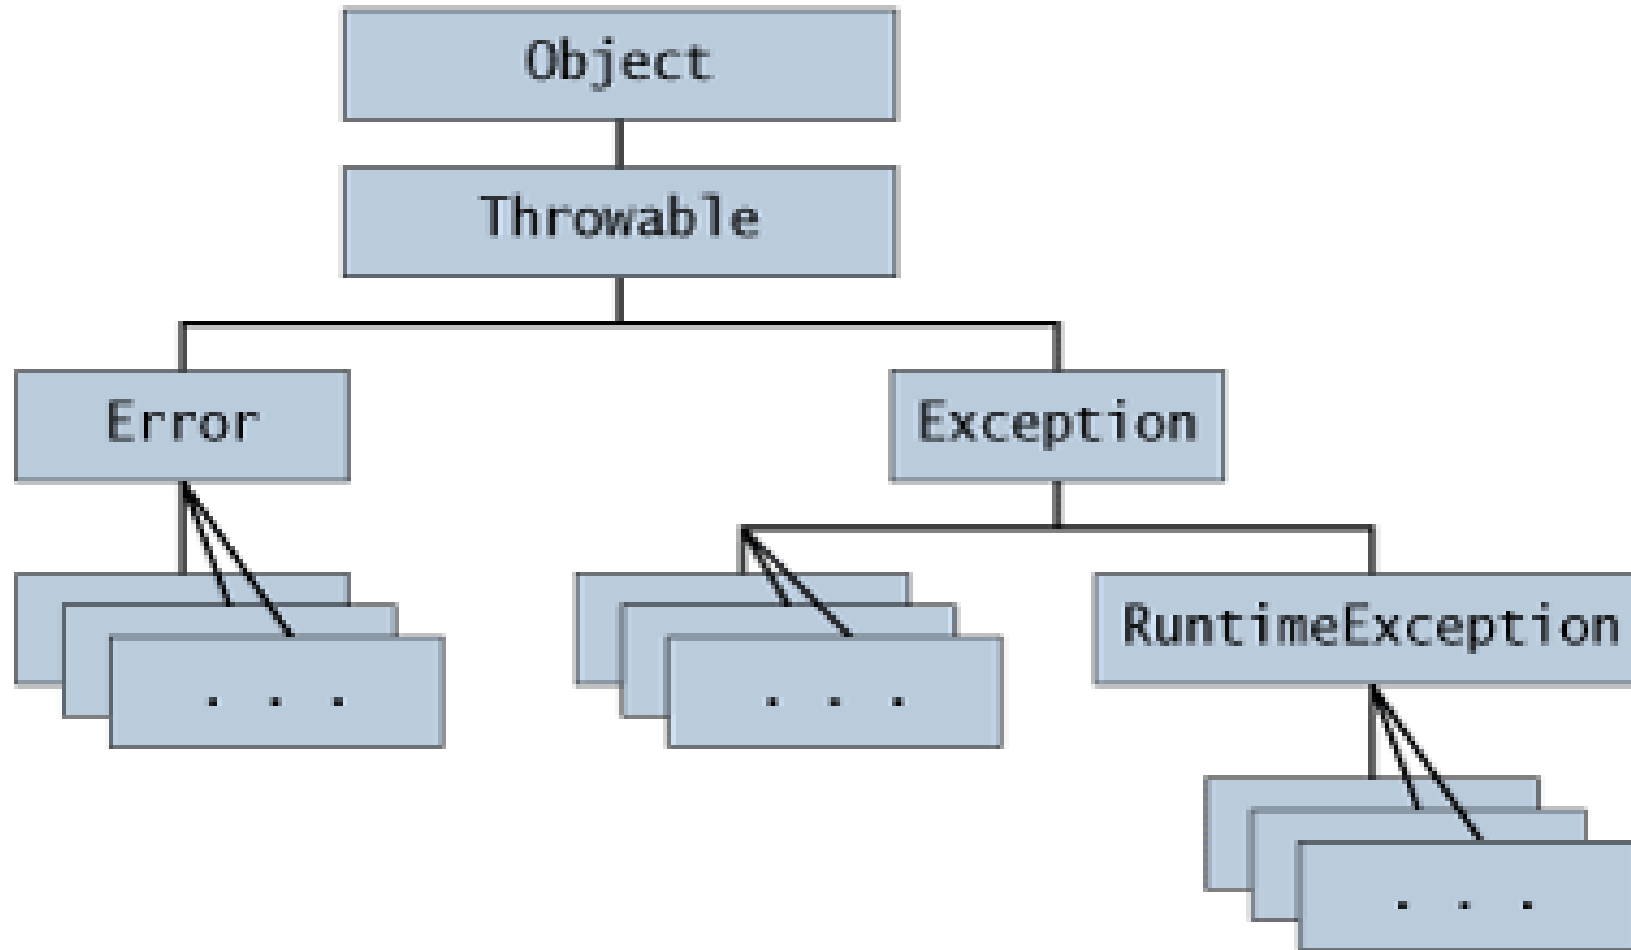 Object
Throwable
Error
Exception
RuntimeException
. . .
. . .
. . .